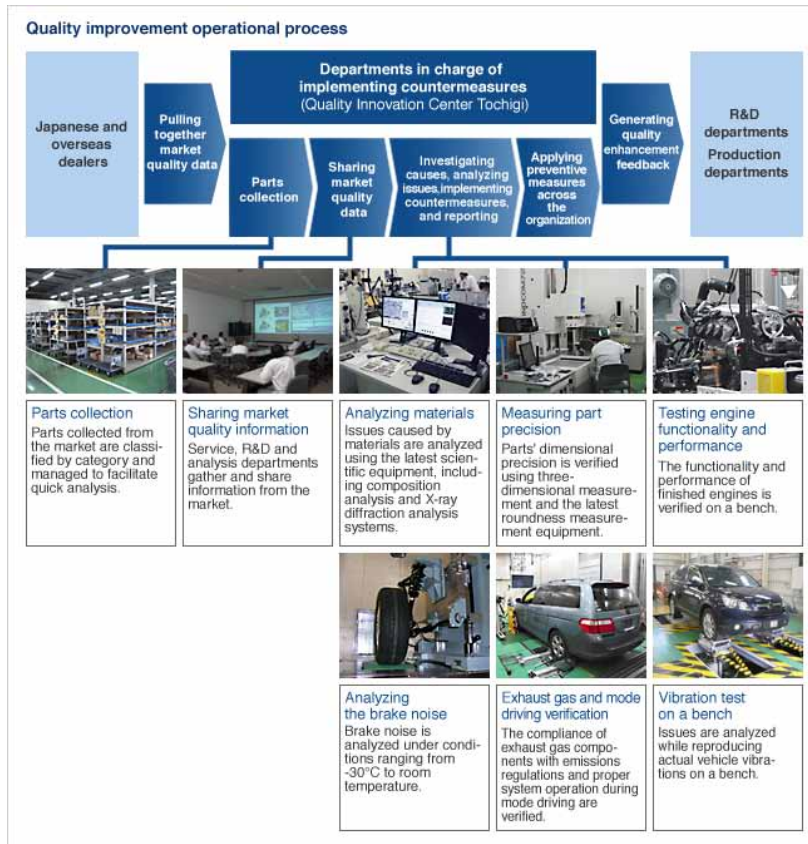 Quality improvement operational process
Japanese and
overseas
dealers
Pulling
together
market
quality data
Departments in charge of
implementing countermeasures
(Quality Innovation Center Tochigi)
Parts
collection
Sharing
market
quality
data
Investigating
causes, analyzing
issues, implementing
countermeasures,
and reporting
Applying
preventive
measures
across
the
organization
Generating
quality
enhancement
feedback
R&D
departments
Production
departments
Parts collection
Parts collected from
the market are classi-
fied by category and
managed to facilitate
quick analysis.
Sharing market
quality information
Service, R&D and
analysis departments
gather and share
information from the
market.
Analyzing materials
Issues caused by
materials are analyzed
using the latest scien-
tific equipment, includ-
ing composition
analysis and X-ray
diffraction analysis
systems.
Measuring part
precision
Parts' dimensional
precision is verified
using three-
dimensional measure-
ment and the latest
roundness measure-
ment equipment.
Testing engine
functionality and
performance
The functionality and
performance of
finished engines is
verified on a bench.
Analyzing
the brake noise
Brake noise is
analyzed under condi-
tions ranging from
-30°C to room
temperature.
Exhaust gas and mode
driving verification
The compliance of
exhaust gas compo-
nents with emissions
regulations and proper
system operation during
mode driving are
verified.
Vibration test
on a bench
Issues are analyzed
while reproducing
actual vehicle vibra-
tions on a bench.